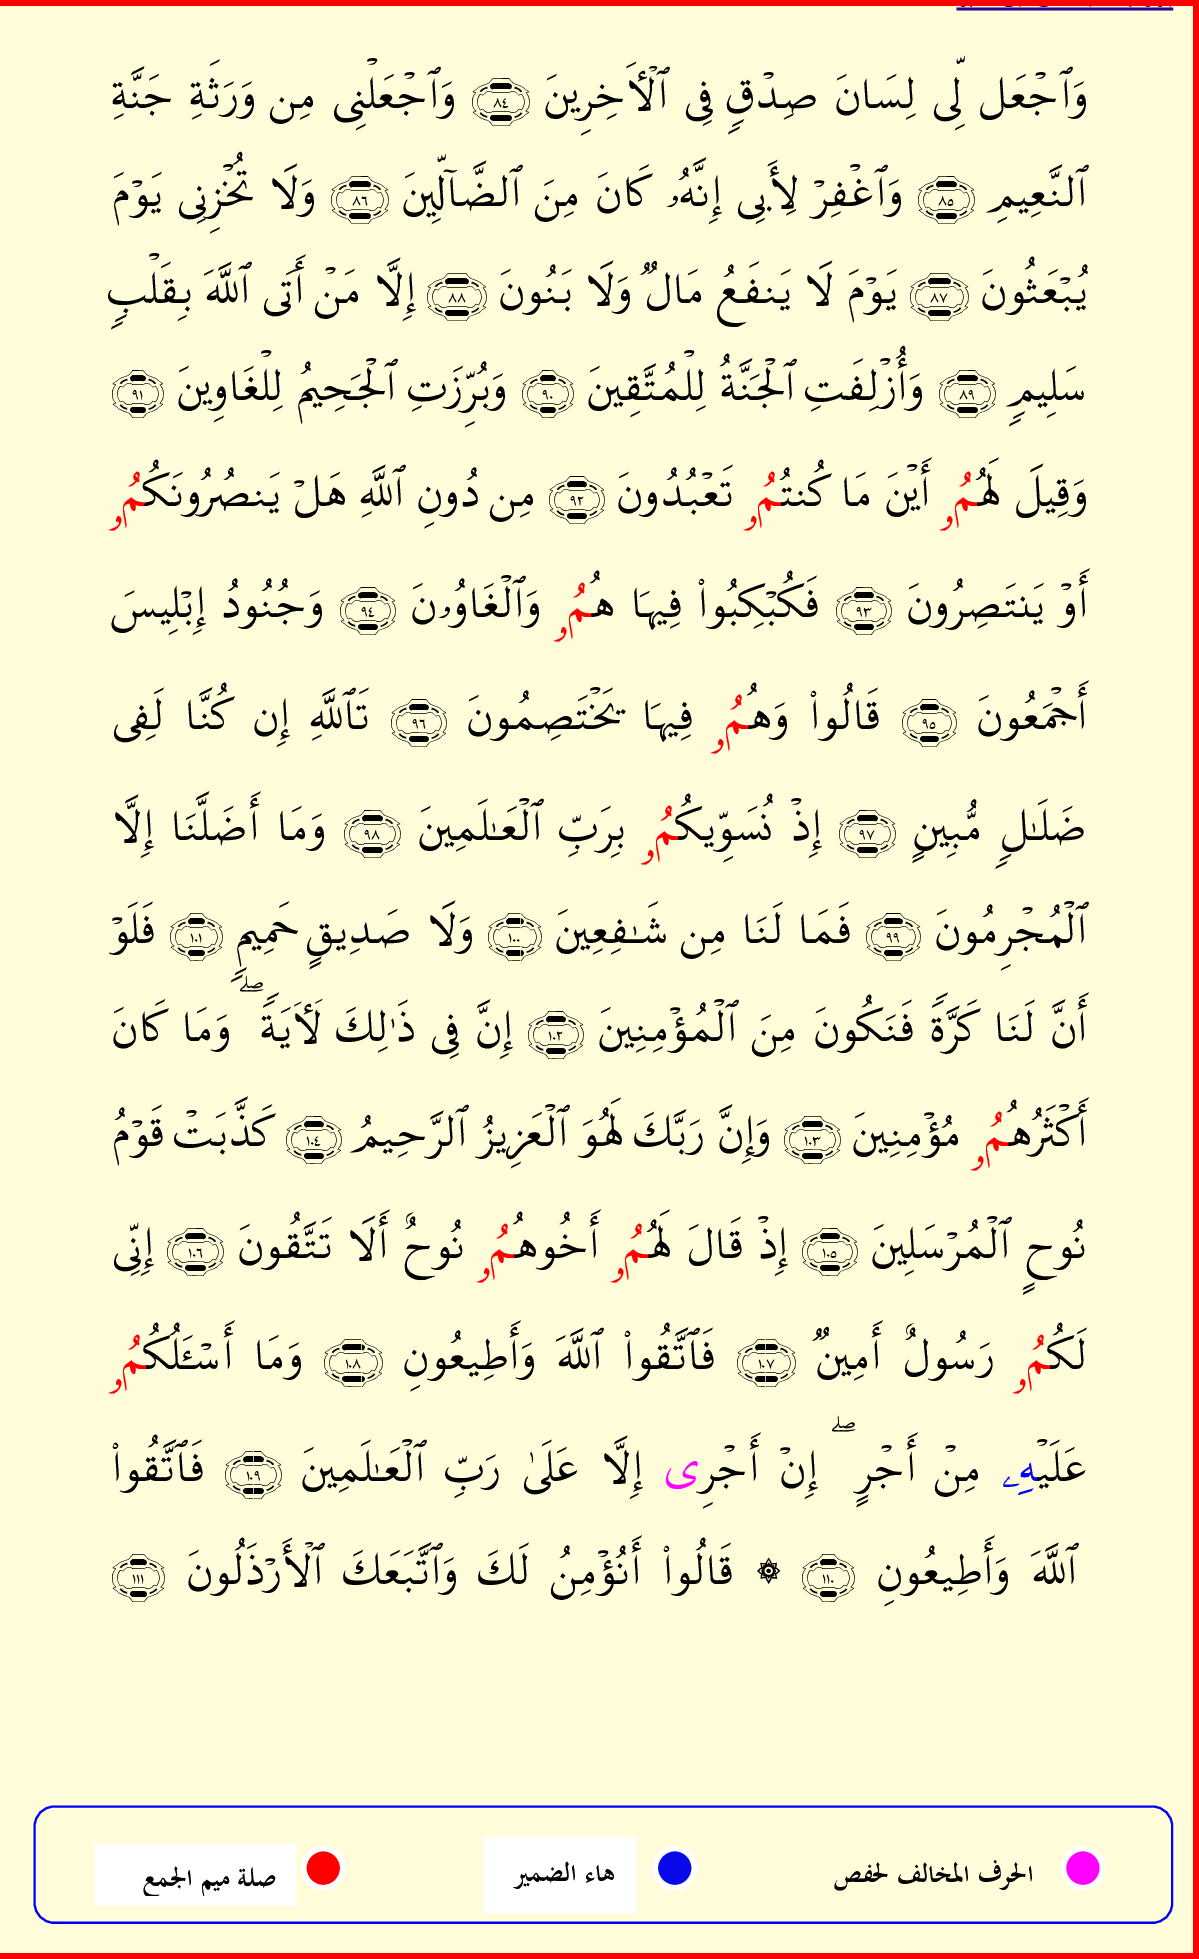 وَٱجۡعَل لِّى لِسَانَ صِدۡقٍ فِى ٱلۡأَخِرِينَ ٨٤ وَٱجۡعَلۡنِى مِن وَرَثَةِ جَنَّةِ
ٱلنَّعِيمِ ٨٥ وَٱغۡفِرۡ لِأَبِى إِنَّهُۥ كَانَ مِنَ ٱلضَّآلِّينَ ٨٦ وَلَا تُخۡزِنِى يَوۡمَ
يُبۡعَثُونَ ٨٧ يَوۡمَ لَا يَنفَعُ مَالٌ وَلَا بَنُونَ ٨٨ إِلَّا مَنۡ أَتَى ٱللَّهَ بِقَلۡبٍ
سَلِيمٍ ٨٩ وَأُزۡلِفَتِ ٱلۡجَنَّةُ لِلۡمُتَّقِينَ ٩٠ وَبُرِّزَتِ ٱلۡجَحِيمُ لِلۡغَاوِينَ ٩١
وَقِيلَ لَهُمُۥ أَيۡنَ مَا كُنتُمُۥ تَعۡبُدُونَ ٩٢ مِن دُونِ ٱللَّهِ هَلۡ يَنصُرُونَكُمُۥ
أَوۡ يَنتَصِرُونَ ٩٣ فَكُبۡكِبُواْ فِيهَا هُمُۥ وَٱلۡغَاوُۥنَ ٩٤ وَجُنُودُ إِبۡلِيسَ
أَجۡمَعُونَ ٩٥ قَالُواْ وَهُمُۥ فِيهَا يَخۡتَصِمُونَ ٩٦ تَٱللَّهِ إِن كُنَّا لَفِى
ضَلَـٰلٍ مُّبِينٍ ٩٧ إِذۡ نُسَوِّيكُمُۥ بِرَبِّ ٱلۡعَـٰلَمِينَ ٩٨ وَمَا أَضَلَّنَا إِلَّا
ٱلۡمُجۡرِمُونَ ٩٩ فَمَا لَنَا مِن شَـٰفِعِينَ ١٠٠ وَلَا صَدِيقٍ حَمِيمٍ ١٠١ فَلَوۡ
أَنَّ لَنَا كَرَّةً فَنَكُونَ مِنَ ٱلۡمُؤۡمِنِينَ ١٠٢ إِنَّ فِى ذَٰلِكَ لَأَيَةًۖ وَمَا كَانَ
أَكۡثَرُهُمُۥ مُؤۡمِنِينَ ١٠٣ وَإِنَّ رَبَّكَ لَهُوَ ٱلۡعَزِيزُ ٱلرَّحِيمُ ١٠٤ كَذَّبَتۡ قَوۡمُ
نُوحٍ ٱلۡمُرۡسَلِينَ ١٠٥ إِذۡ قَالَ لَهُمُۥ أَخُوهُمُۥ نُوحٌ أَلَا تَتَّقُونَ ١٠٦ إِنِّى
لَكُمُۥ رَسُولٌ أَمِينٌ ١٠٧ فَٱتَّقُواْ ٱللَّهَ وَأَطِيعُونِ ١٠٨ وَمَا أَسۡـَٔلُكُمُۥ
عَلَيۡهِۦ مِنۡ أَجۡرٍۖ إِنۡ أَجۡرِى إِلَّا عَلَىٰ رَبِّ ٱلۡعَـٰلَمِينَ ١٠٩ فَٱتَّقُواْ
ٱللَّهَ وَأَطِيعُونِ ١١٠ ۞ قَالُواْ أَنُؤۡمِنُ لَكَ وَٱتَّبَعَكَ ٱلۡأَرۡذَلُونَ ١١١
الحرف المخالف لحفص هاء الضمير صلة ميم الجمع